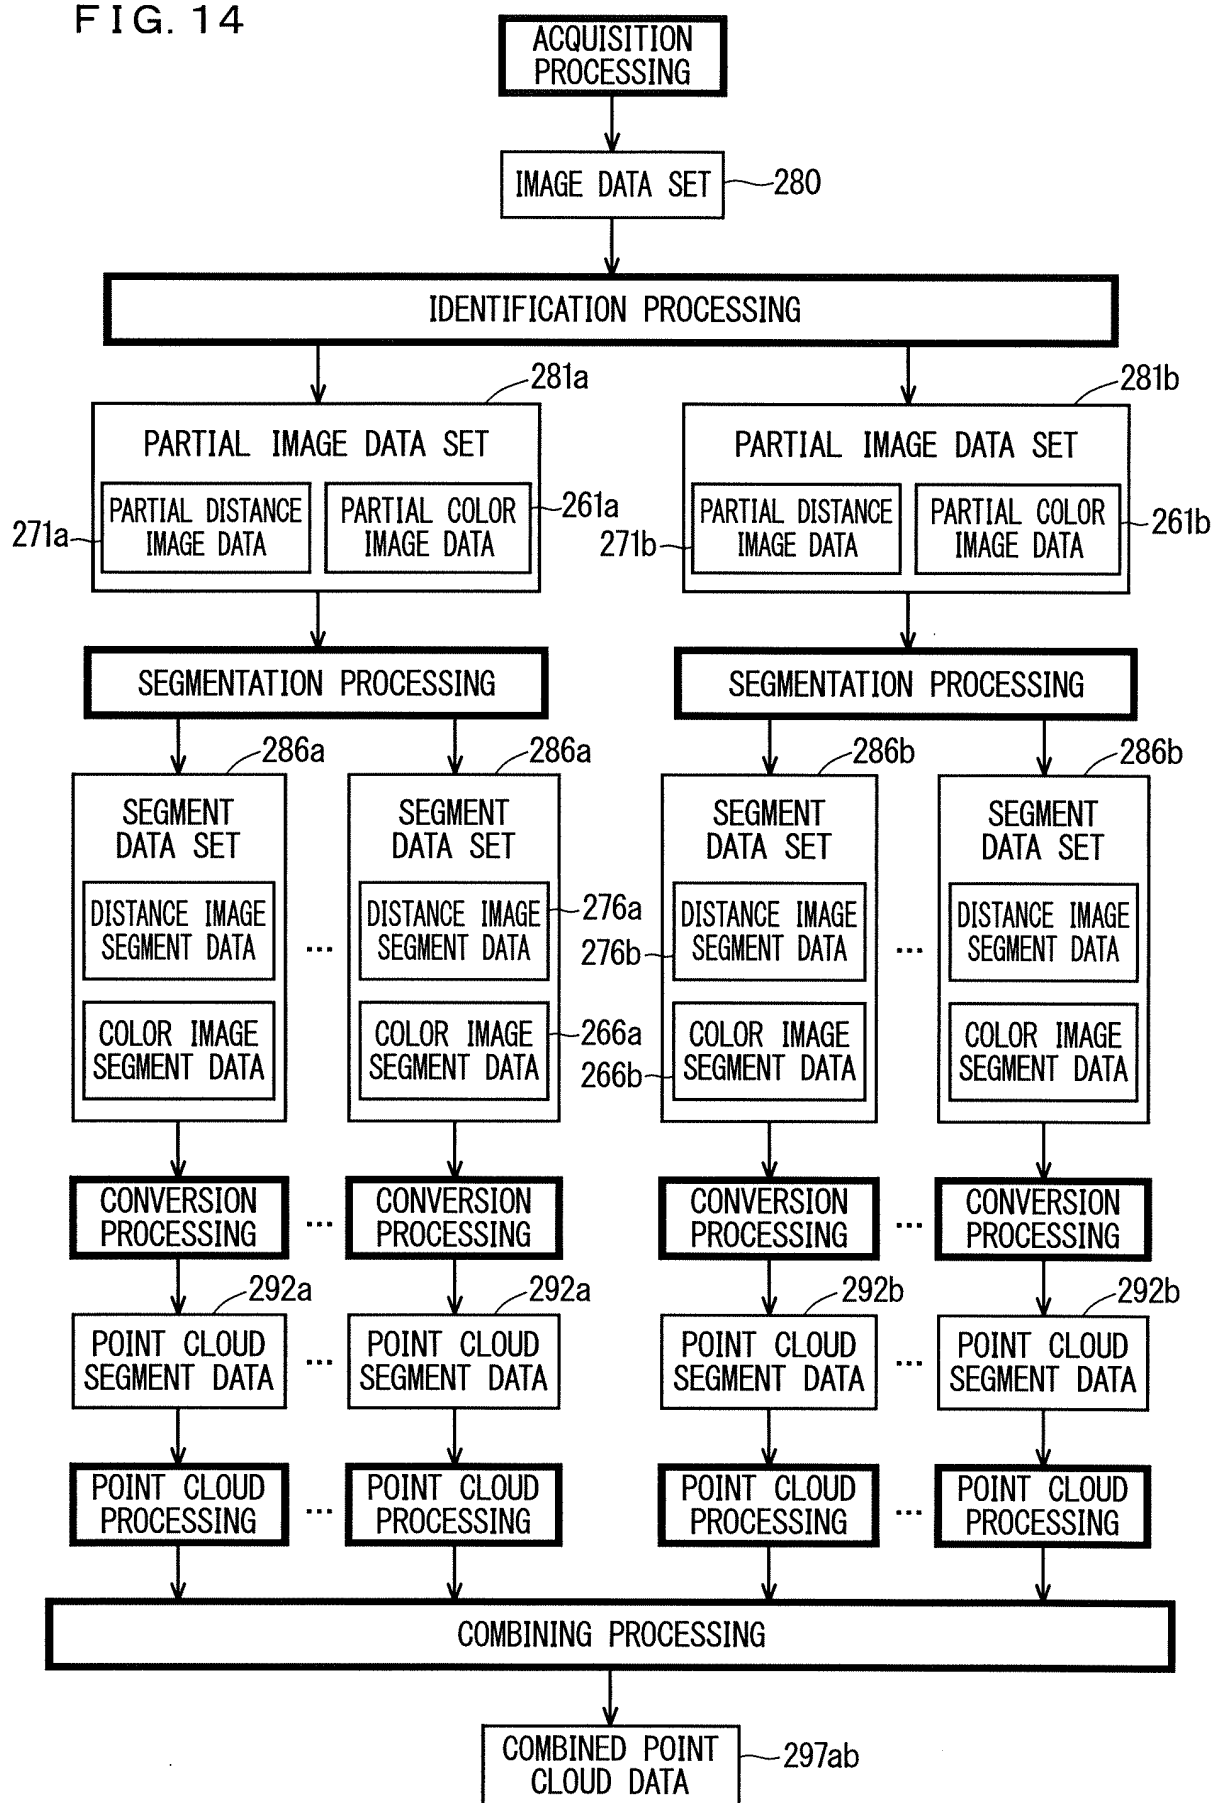 FIG. 14
ACQUISITION
PROCESSING
IMAGE DATA SET
280
IDENTIFICATION PROCESSING
281a
281b
PARTIAL IMAGE DATA SET
PARTIAL IMAGE DATA SET
271a
PARTIAL DISTANCE
IMAGE DATA
PARTIAL COLOR
IMAGE DATA
261a
271b
PARTIAL DISTANCE
IMAGE DATA
PARTIAL COLOR
IMAGE DATA
261b
SEGMENTATION PROCESSING
SEGMENTATION PROCESSING
286a
286a
286b
286b
SEGMENT
DATA SET
SEGMENT
DATA SET
SEGMENT
DATA SET
SEGMENT
DATA SET
DISTANCE IMAGE
SEGMENT DATA
...
DISTANCE IMAGE
SEGMENT DATA
276a
276b
DISTANCE IMAGE
SEGMENT DATA
...
DISTANCE IMAGE
SEGMENT DATA
COLOR IMAGE
SEGMENT DATA
COLOR IMAGE
SEGMENT DATA
266a
266b
COLOR IMAGE
SEGMENT DATA
COLOR IMAGE
SEGMENT DATA
CONVERSION
PROCESSING
...
CONVERSION
PROCESSING
CONVERSION
PROCESSING
...
CONVERSION
PROCESSING
292a
292a
292b
292b
POINT CLOUD
SEGMENT DATA
...
POINT CLOUD
SEGMENT DATA
POINT CLOUD
SEGMENT DATA
...
POINT CLOUD
SEGMENT DATA
POINT CLOUD
PROCESSING
...
POINT CLOUD
PROCESSING
POINT CLOUD
PROCESSING
...
POINT CLOUD
PROCESSING
COMBINING PROCESSING
COMBINED POINT
CLOUD DATA
297ab